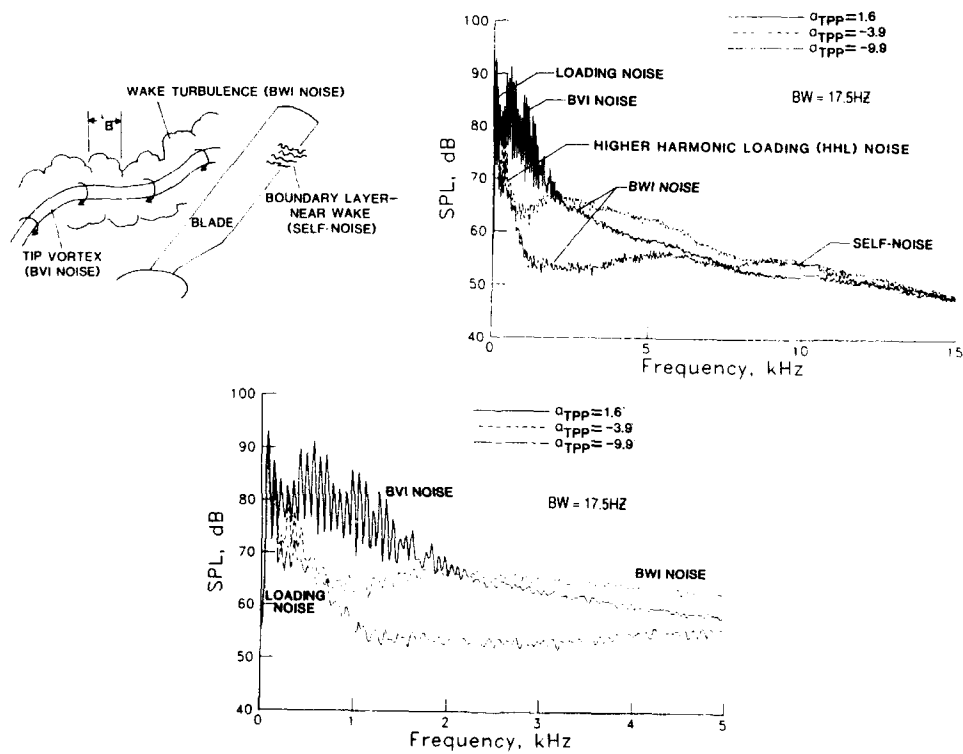 WAKE TURBULENCE (BWI NOISE)
'B'
BOUNDARY LAYER–
NEAR WAKE
(SELF-NOISE)
BLADE
TIP VORTEX
(BVI NOISE)
αTPP=1.6
αTPP=-3.9
αTPP=-9.9
BW = 17.5HZ
LOADING NOISE
BVI NOISE
HIGHER HARMONIC LOADING (HHL) NOISE
BWI NOISE
SELF-NOISE
SPL, dB
100
90
80
70
60
50
40
0
5
10
15
Frequency, kHz
αTPP=1.6
αTPP=-3.9
αTPP=-9.9
BVI NOISE
BW = 17.5HZ
BWI NOISE
LOADING
NOISE
SPL, dB
100
90
80
70
60
50
40
0
1
2
3
4
5
Frequency, kHz